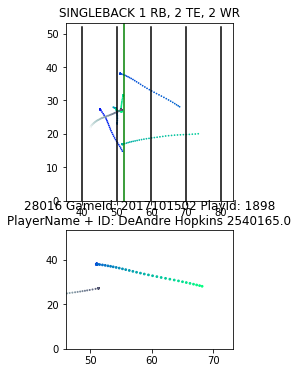 SINGLEBACK 1 RB, 2 TE, 2 WR
50
40
30
20
10
0
40 50 60 70 80
28016 GameId: 2017101502 PlayId: 1898
PlayerName + ID: DeAndre Hopkins 2540165.0
40
20
0
50 60 70